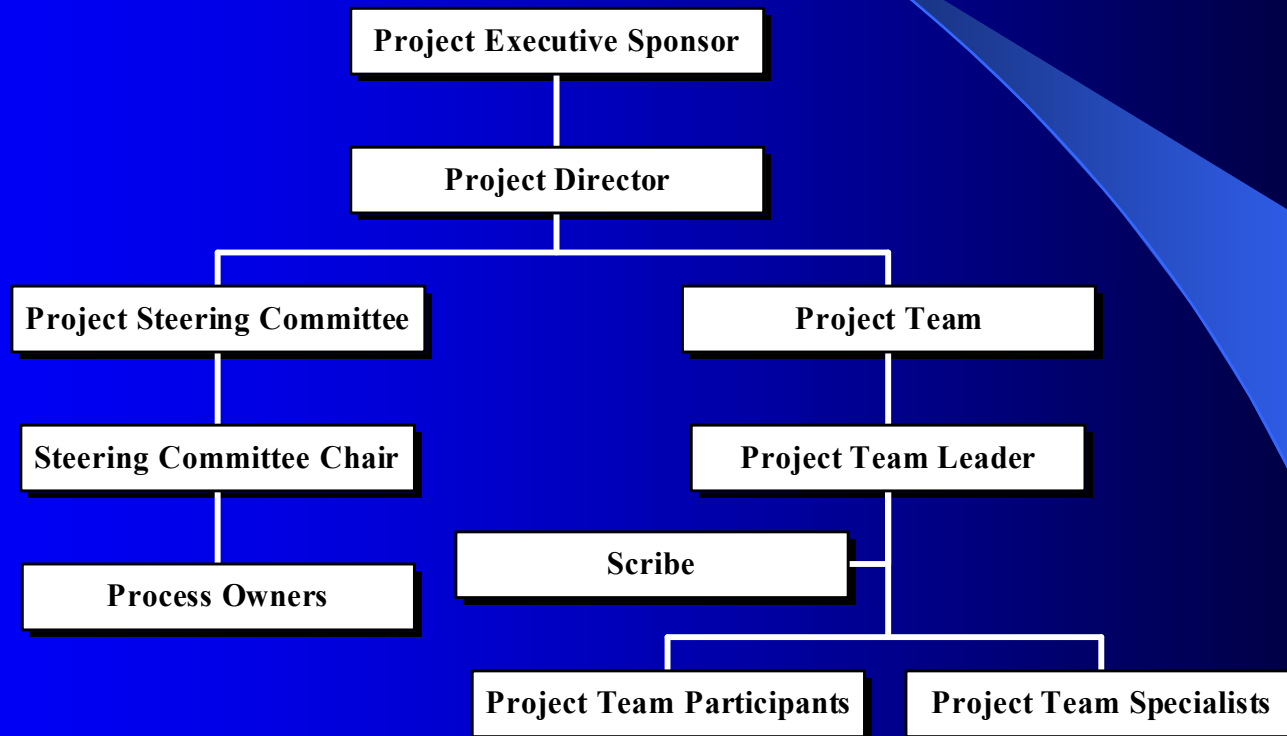 Project Executive Sponsor
Project Director
Project Steering Committee
Project Team
Steering Committee Chair
Project Team Leader
Scribe
Process Owners
Project Team Participants
Project Team Specialists